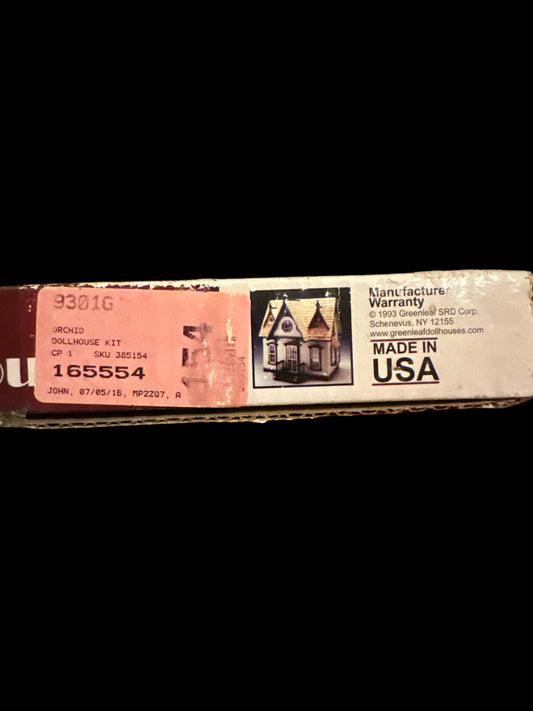 9301G
ORCHID
DOLLHOUSE KIT
CP 1 SKU 385154
165554
JOHN, 07/05/16, MP2ZQ7, A
Manufacturer
Warranty
© 1993 Greenleaf SRD Corp.
Schenevus, NY 12155
www.greenleafdollhouses.com
MADE IN
USA